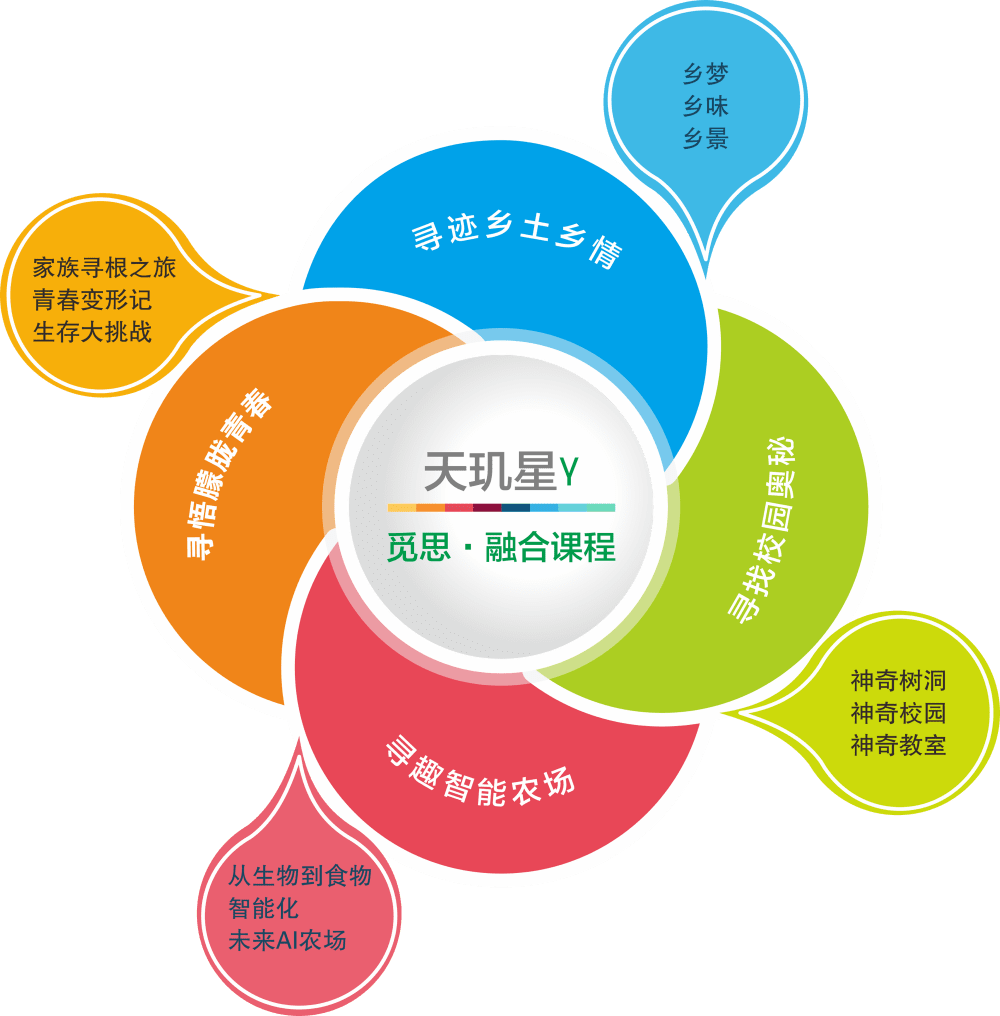 乡梦
乡味
乡景
寻迹乡土乡情
家族寻根之旅
青春变形记
生存大挑战
寻悟朦胧青春
天玑星Y
觅思·融合课程
寻找校园奥秘
神奇树洞
神奇校园
神奇教室
寻趣智能农场
从生物到食物
智能化
未来AI农场